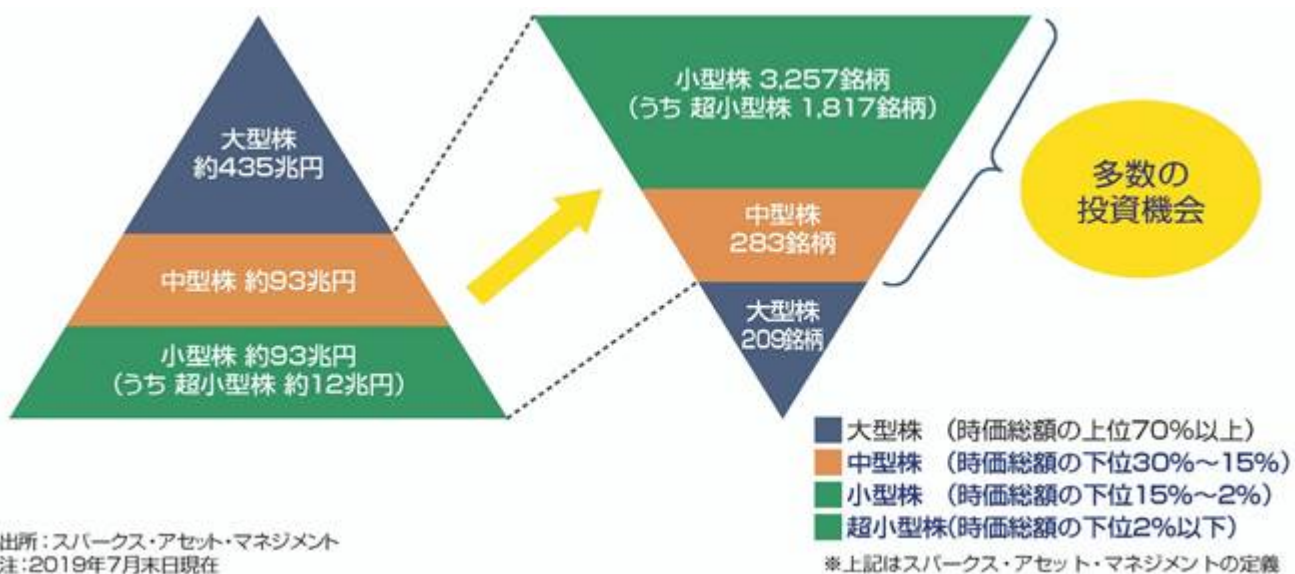 大型株
約435兆円
中型株 約93兆円
小型株 約93兆円
(うち 超小型株 約12兆円)
小型株 3,257銘柄
(うち 超小型株 1,817銘柄)
中型株
283銘柄
大型株
209銘柄
多数の
投資機会
大型株 (時価総額の上位70%以上)
中型株 (時価総額の下位30%~15%)
小型株 (時価総額の下位15%~2%)
超小型株(時価総額の下位2%以下)
※上記はスパークス・アセット・マネジメントの定義
出所:スパークス・アセット・マネジメント
注:2019年7月末日現在